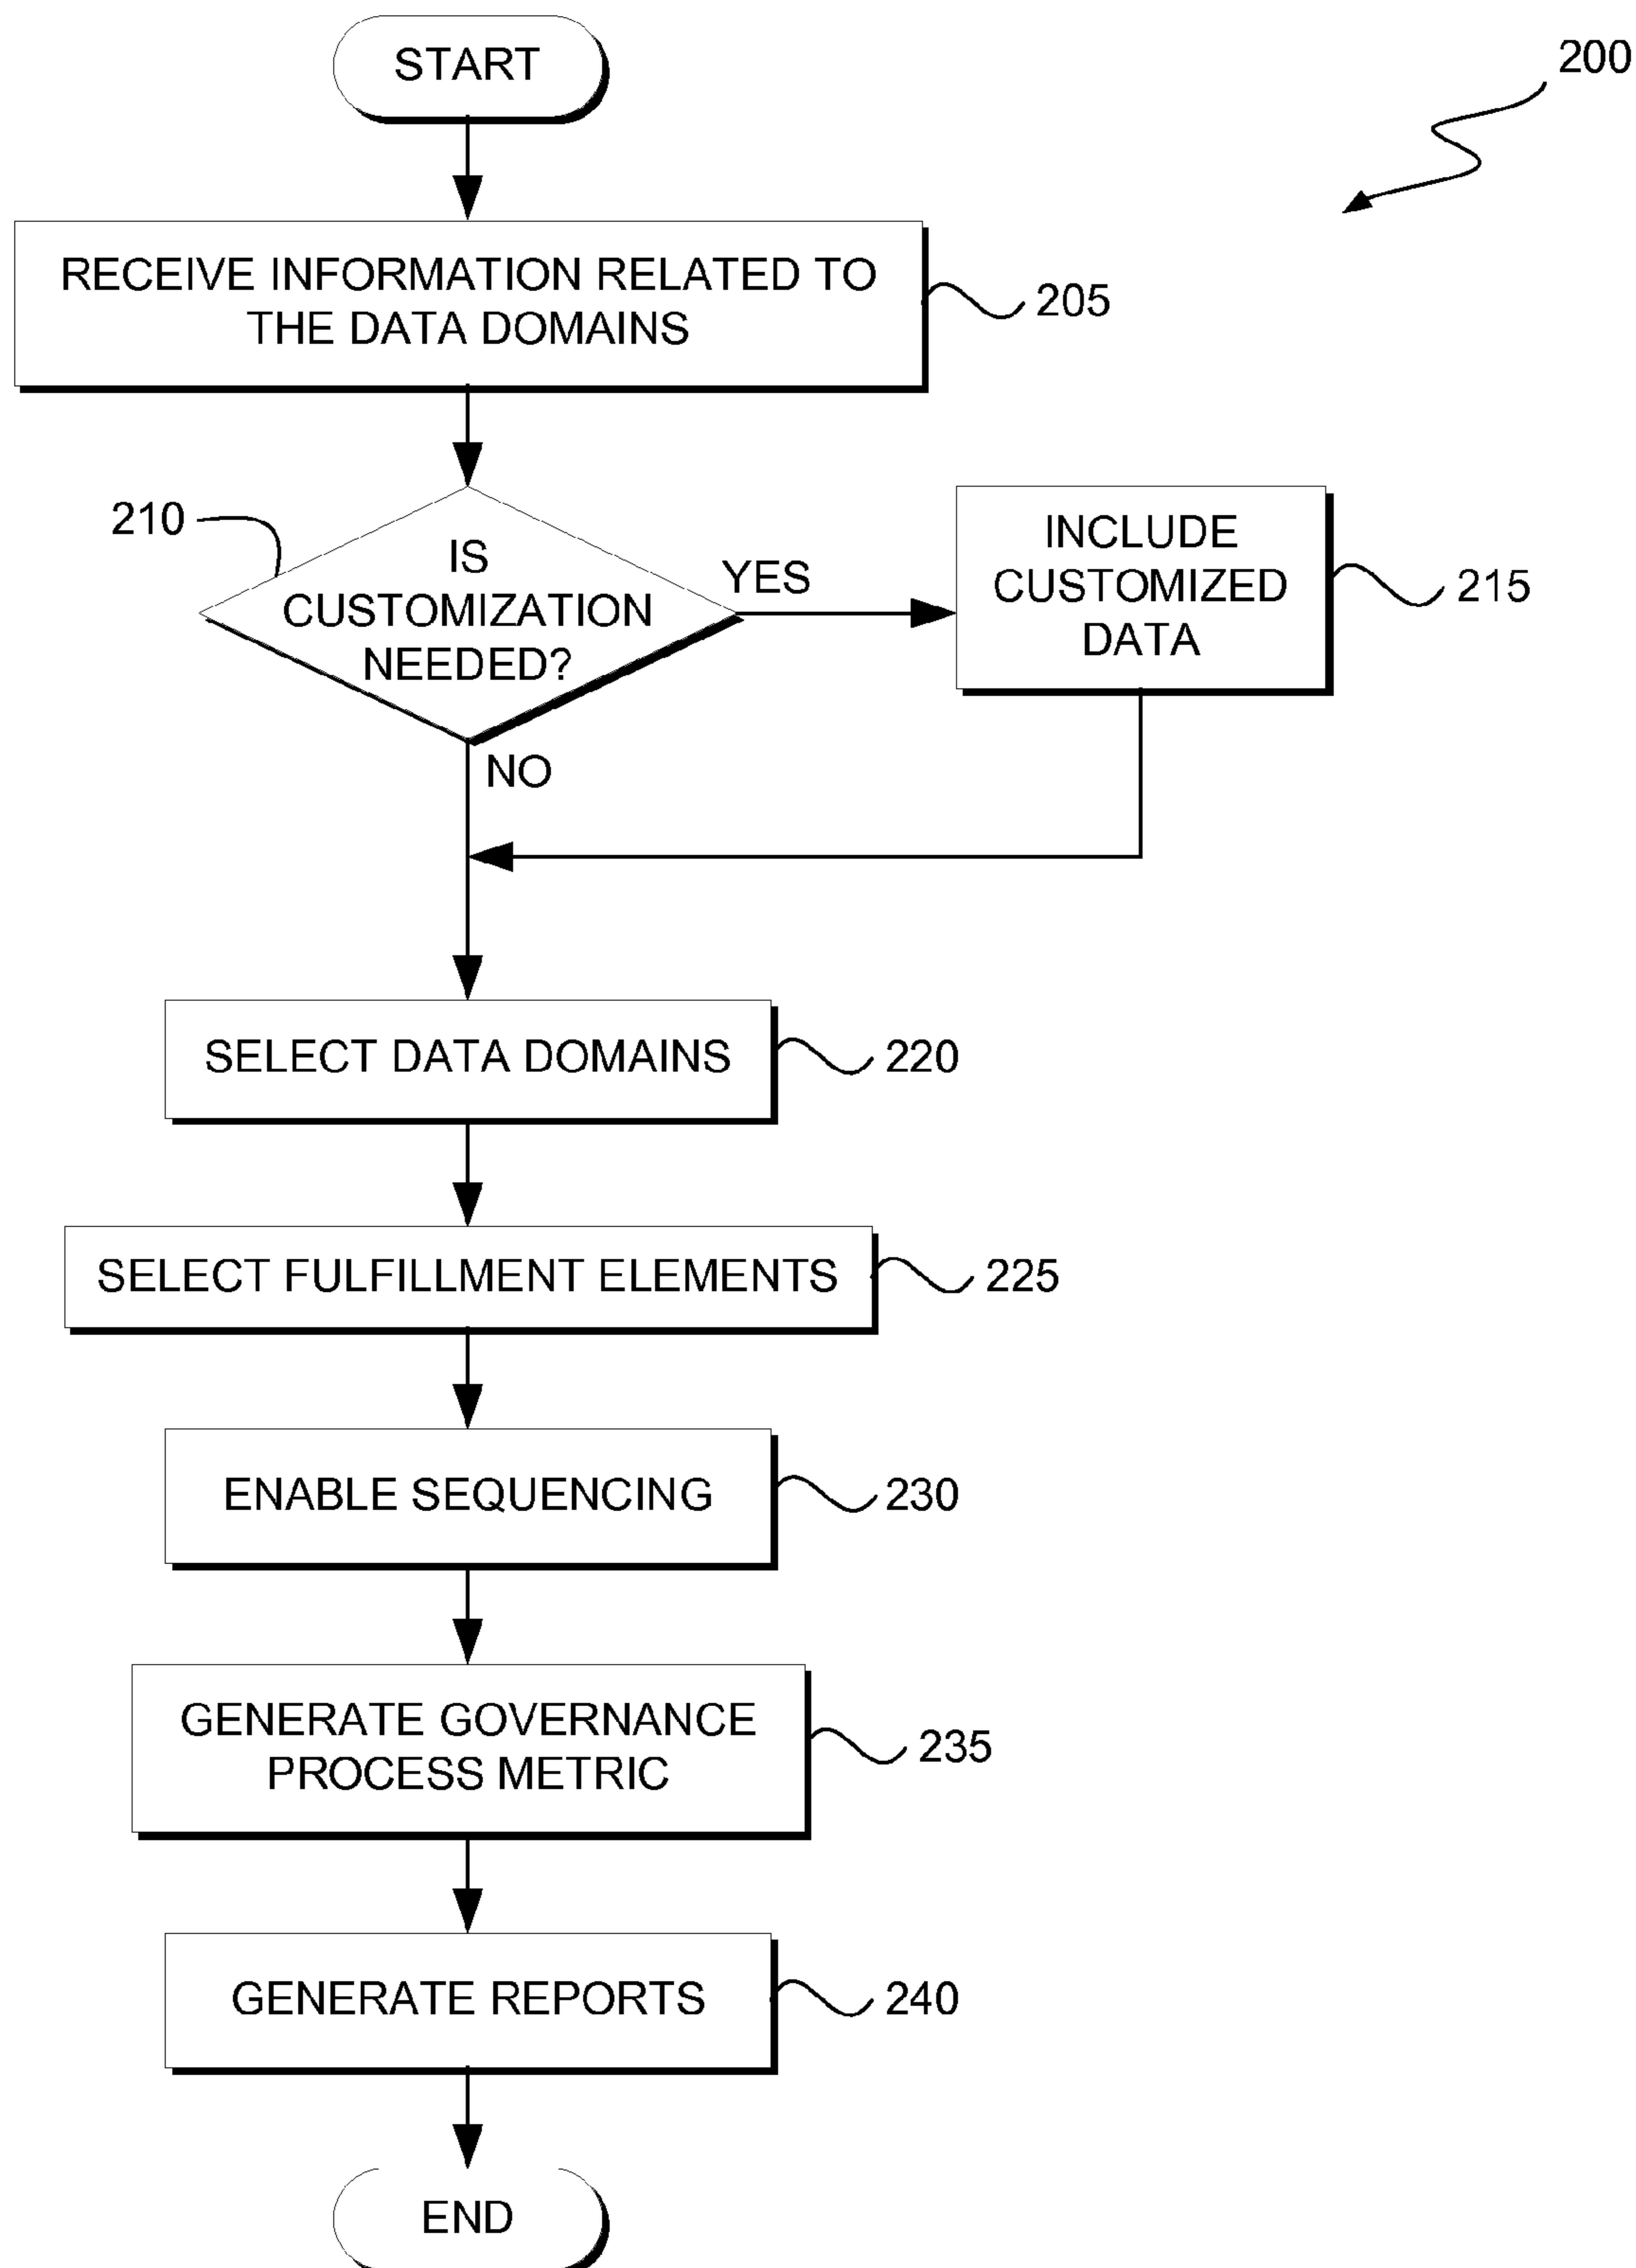 START
200
RECEIVE INFORMATION RELATED TO
THE DATA DOMAINS
205
210
IS
CUSTOMIZATION
NEEDED?
YES
INCLUDE
CUSTOMIZED
DATA
215
NO
SELECT DATA DOMAINS
220
SELECT FULFILLMENT ELEMENTS
225
ENABLE SEQUENCING
230
GENERATE GOVERNANCE
PROCESS METRIC
235
GENERATE REPORTS
240
END